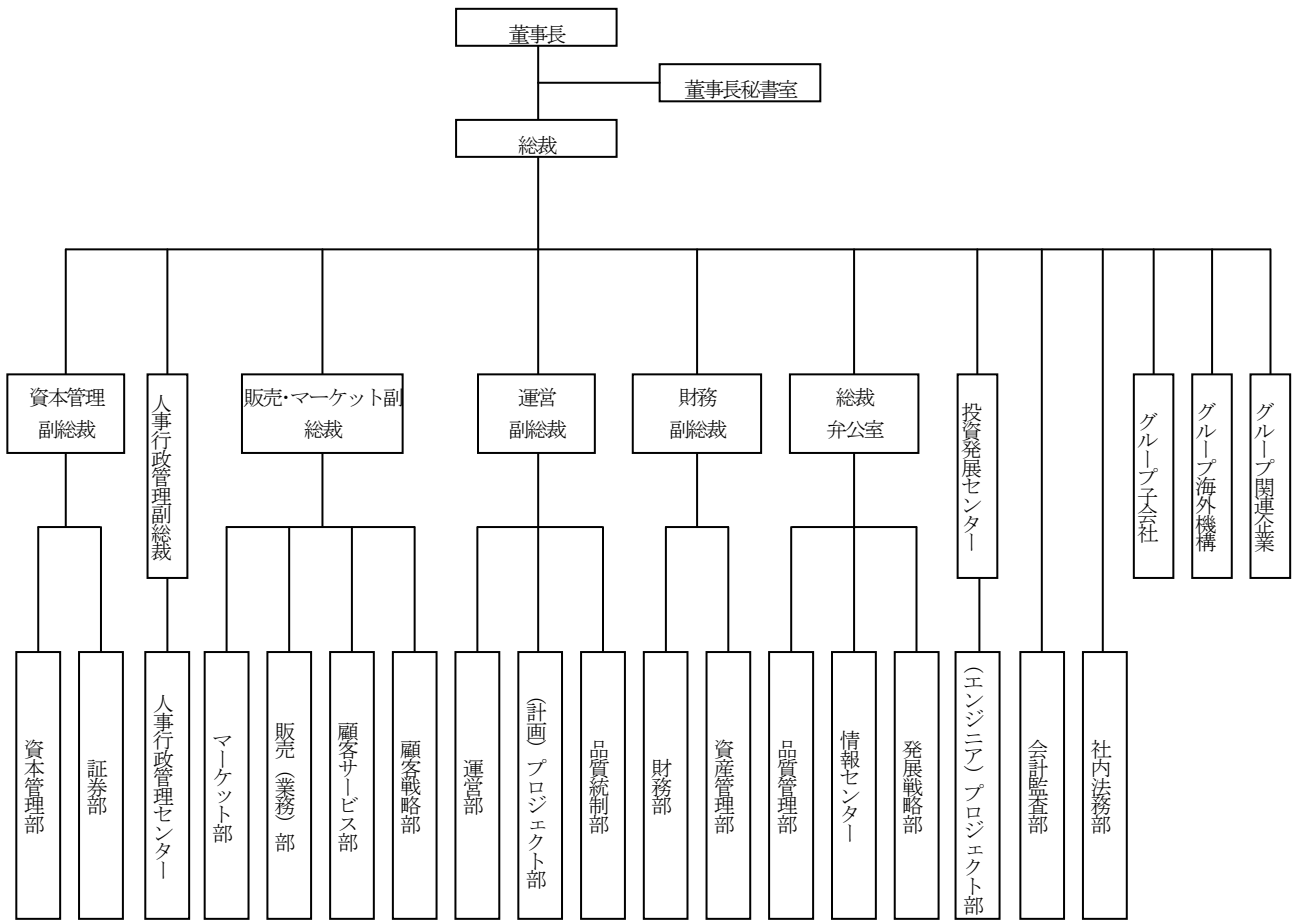 董事長
董事長秘書室
総裁
資本管理
副総裁
人事行政管理副総裁
販売・マーケット副
総裁
運営
副総裁
財務
副総裁
総裁
弁公室
投資発展センター
グループ子会社
グループ海外機構
グループ関連企業
資本管理部
証券部
人事行政管理センター
マーケット部
販売（業務）部
顧客サービス部
顧客戦略部
運営部
（計画）プロジェクト部
品質統制部
財務部
資産管理部
品質管理部
情報センター
発展戦略部
（エンジニア）プロジェクト部
会計監査部
社内法務部